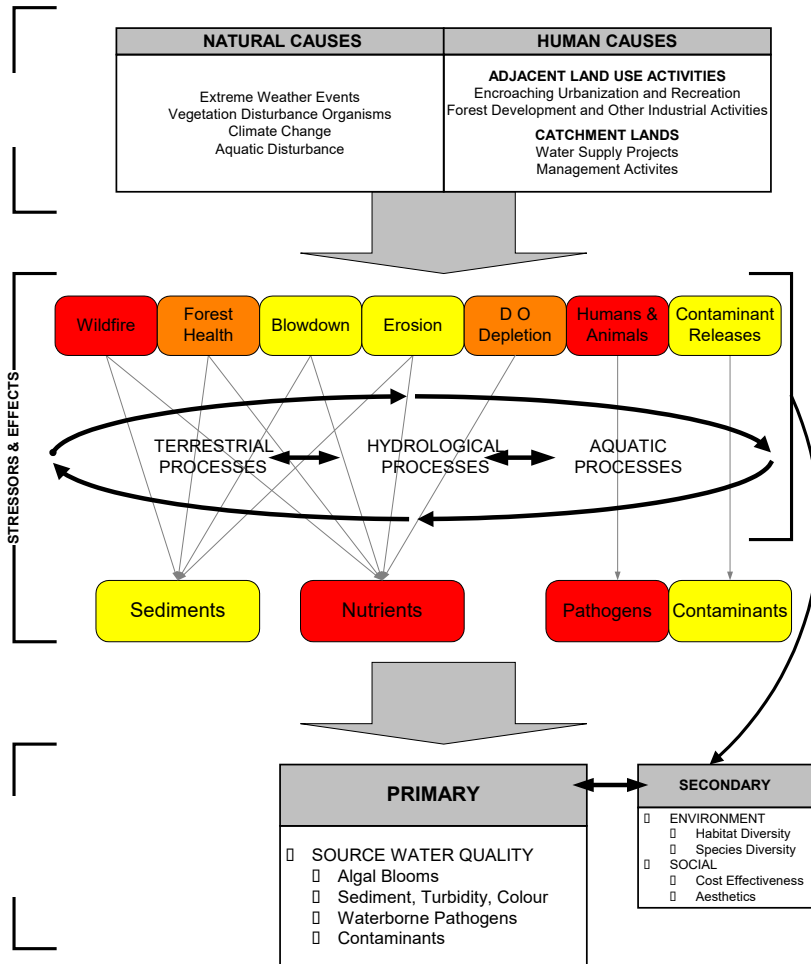 NATURAL CAUSES
HUMAN CAUSES
Extreme Weather Events
Vegetation Disturbance Organisms
Climate Change
Aquatic Disturbance
ADJACENT LAND USE ACTIVITIES
Encroaching Urbanization and Recreation
Forest Development and Other Industrial Activities
CATCHMENT LANDS
Water Supply Projects
Management Activites
STRESSORS & EFFECTS
Wildfire
Forest
Health
Blowdown
Erosion
D O
Depletion
Humans &
Animals
Contaminant
Releases
TERRESTRIAL
PROCESSES
HYDROLOGICAL
PROCESSES
AQUATIC
PROCESSES
Sediments
Nutrients
Pathogens
Contaminants
PRIMARY
SOURCE WATER QUALITY
Algal Blooms
Sediment, Turbidity, Colour
Waterborne Pathogens
Contaminants
SECONDARY
ENVIRONMENT
Habitat Diversity
Species Diversity
SOCIAL
Cost Effectiveness
Aesthetics